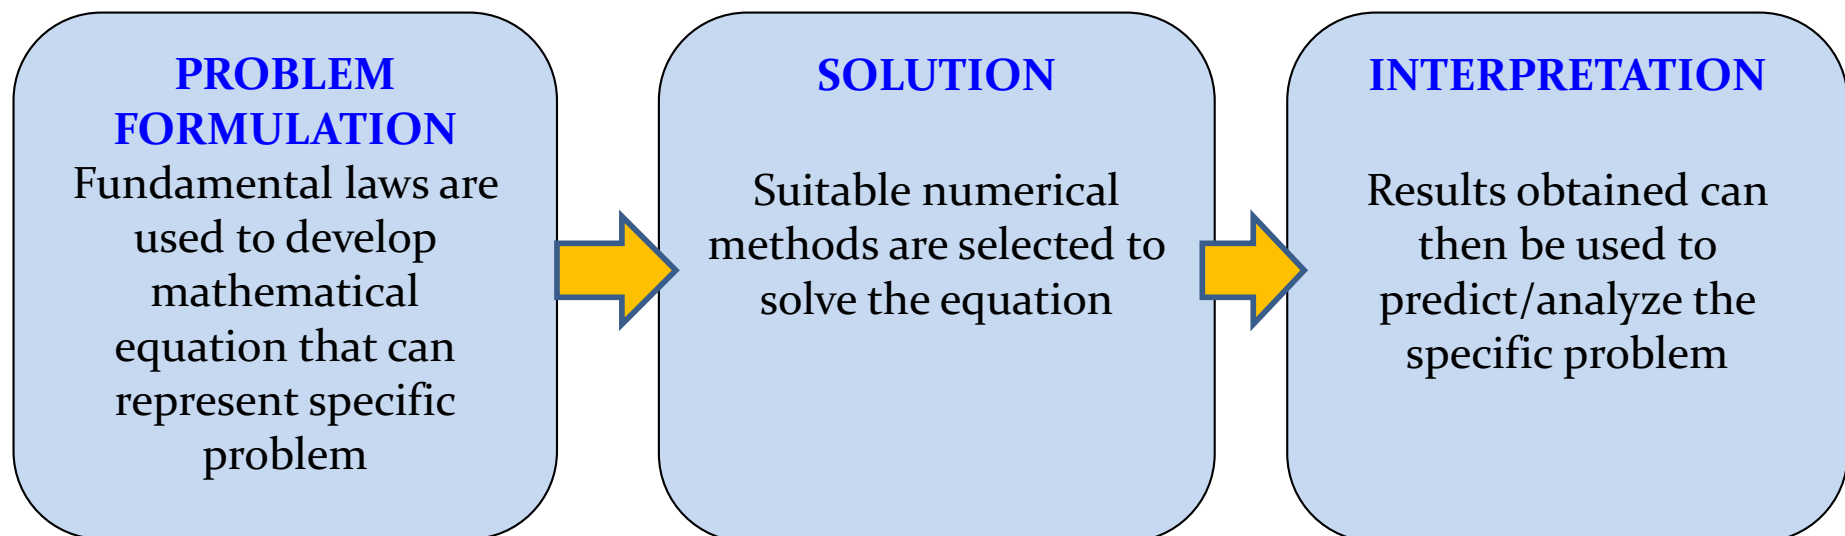 PROBLEM
FORMULATION
Fundamental laws are
used to develop
mathematical
equation that can
represent specific
problem
SOLUTION
Suitable numerical
methods are selected to
solve the equation
INTERPRETATION
Results obtained can
then be used to
predict/analyze the
specific problem